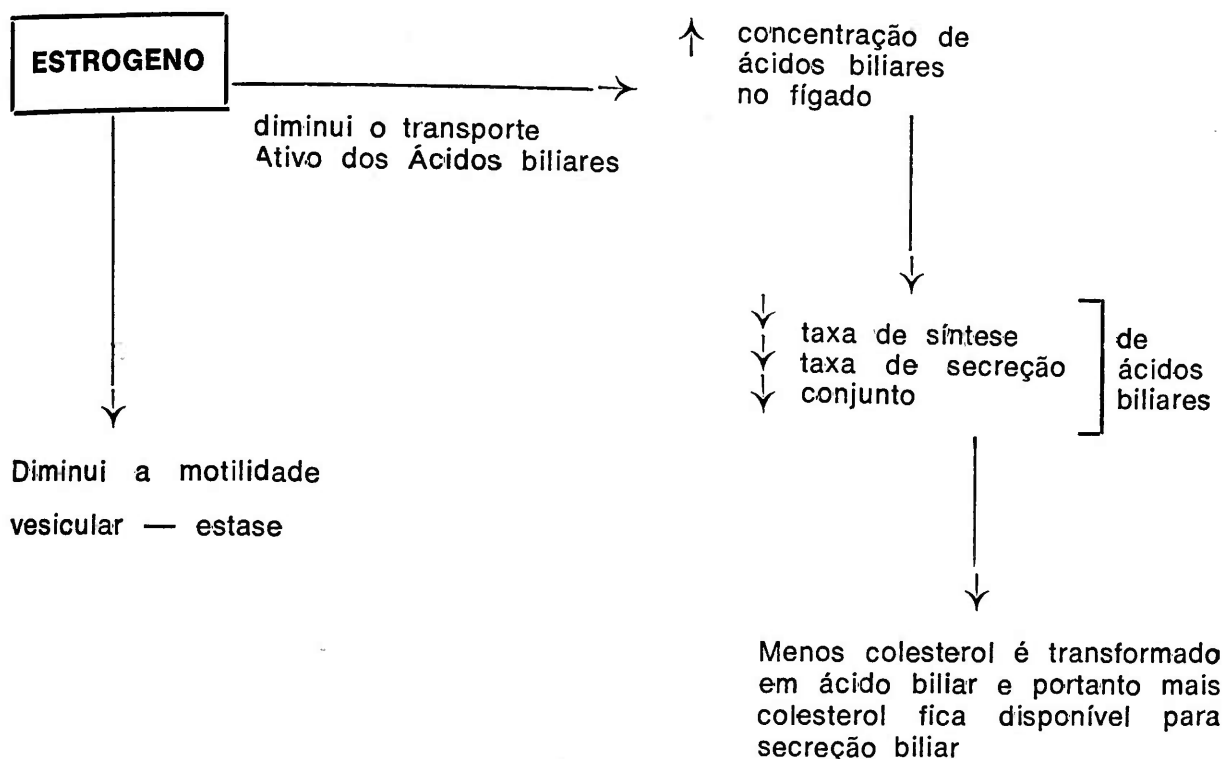 ESTROGENO
diminui o transporte
Ativo dos Ácidos biliares
↑ concentração de
ácidos biliares
no fígado
↓ taxa de síntese
↓ taxa de secreção
↓ conjunto
de
ácidos
biliares
Diminui a motilidade
vesicular — estase
Menos colesterol é transformado
em ácido biliar e portanto mais
colesterol fica disponível para
secreção biliar